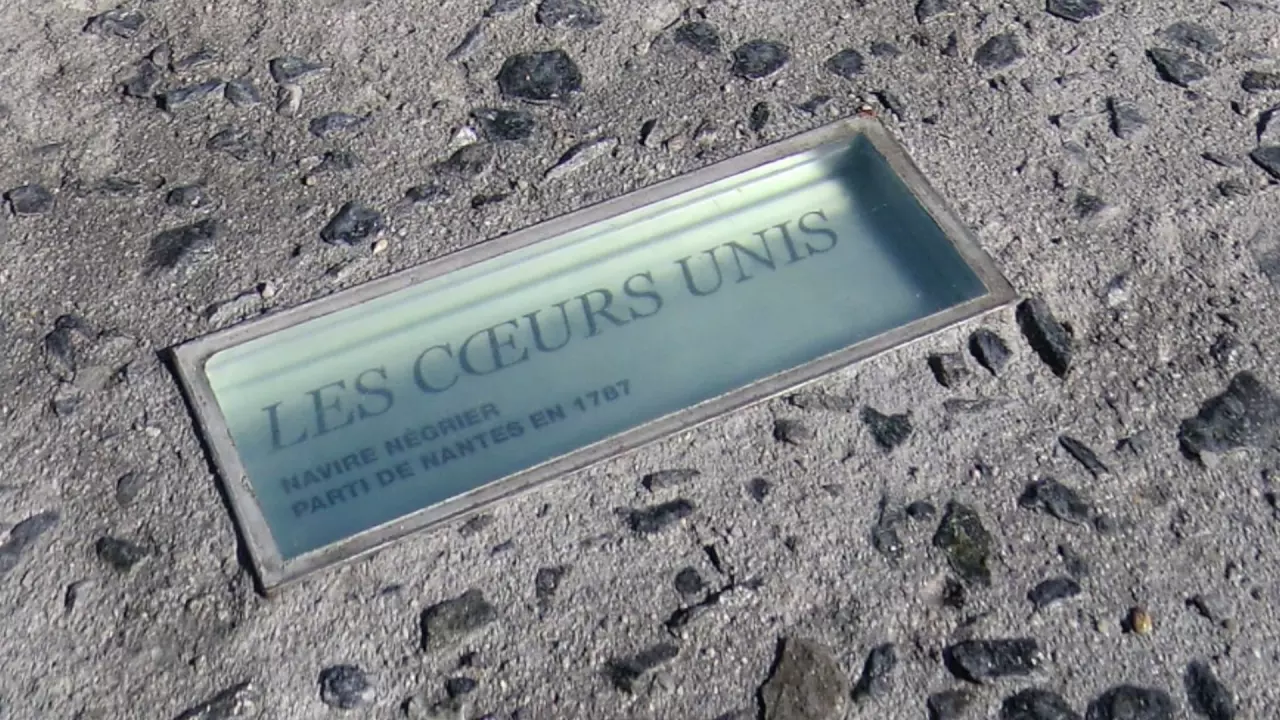 LES CŒURS UNIS
NAVIRE NÉGRIER
PARTI DE NANTES EN 1787